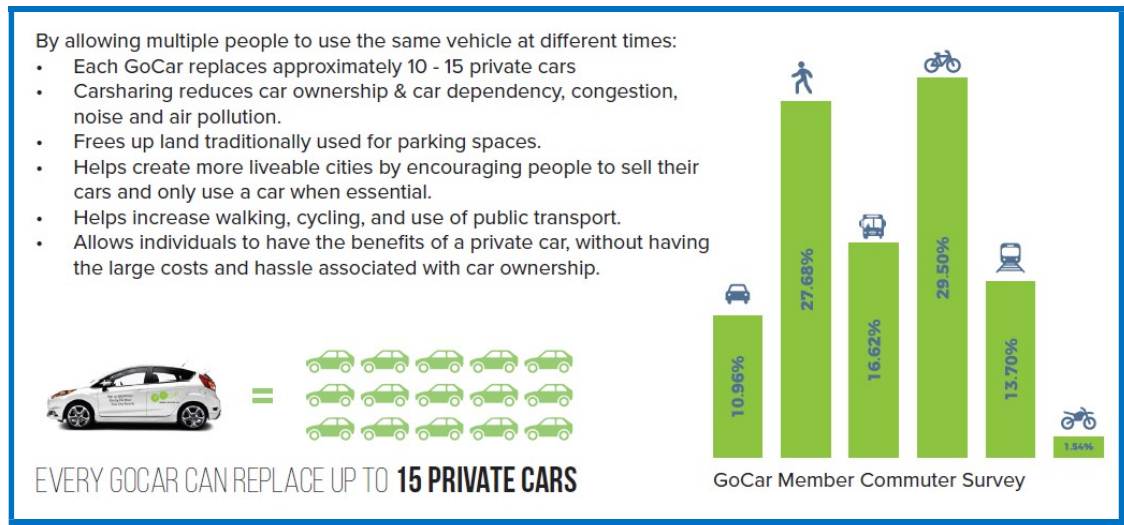 By allowing multiple people to use the same vehicle at different times:
• Each GoCar replaces approximately 10 - 15 private cars
• Carsharing reduces car ownership & car dependency, congestion,
noise and air pollution.
• Frees up land traditionally used for parking spaces.
• Helps create more liveable cities by encouraging people to sell their
cars and only use a car when essential.
• Helps increase walking, cycling, and use of public transport.
• Allows individuals to have the benefits of a private car, without having
the large costs and hassle associated with car ownership.
=
EVERY GOCAR CAN REPLACE UP TO 15 PRIVATE CARS
10.96%
27.68%
16.62%
29.50%
13.70%
1.54%
GoCar Member Commuter Survey